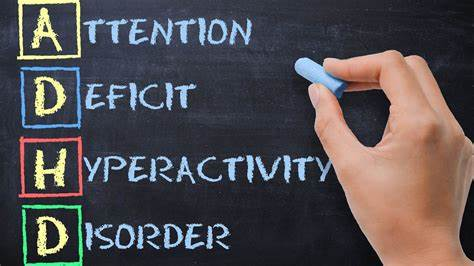 ATTENTION
DEFICIT
HYPERACTIVITY
DISORDER